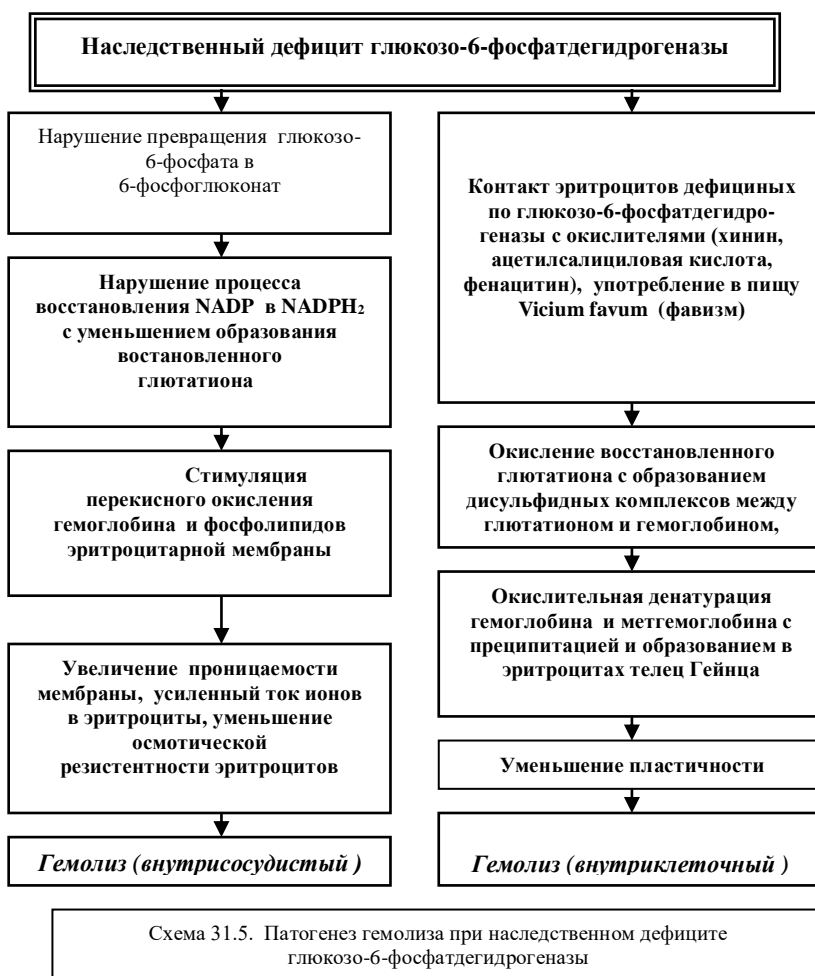 Наследственный дефицит глюкозо-6-фосфатдегидрогеназы
Нарушение превращения глюкозо-
6-фосфата в
6-фосфоглюконат
Нарушение процесса
восстановления NADP в NADPH₂
с уменьшением образования
востановленного
глютатиона
Стимуляция
перекисного окисления
гемоглобина и фосфолипидов
эритроцитарной мембраны
Увеличение проницаемости
мембраны, усиленный ток ионов
в эритроциты, уменьшение
осмотической
резистентности эритроцитов
Гемолиз (внутрисосудистый )
Контакт эритроцитов дефициных
по глюкозо-6-фосфатдегидро-
геназы с окислителями (хинин,
ацетилсалициловая кислота,
фенацитин), употребление в пищу
Vicium favum (фавизм)
Окисление восстановленного
глютатиона с образованием
дисульфидных комплексов между
глютатионом и гемоглобином,
Окислительная денатурация
гемоглобина и метгемоглобина с
преципитацией и образованием в
эритроцитах телец Гейнца
Уменьшение пластичности
Гемолиз (внутриклеточный )
Схема 31.5. Патогенез гемолиза при наследственном дефиците
глюкозо-6-фосфатдегидрогеназы